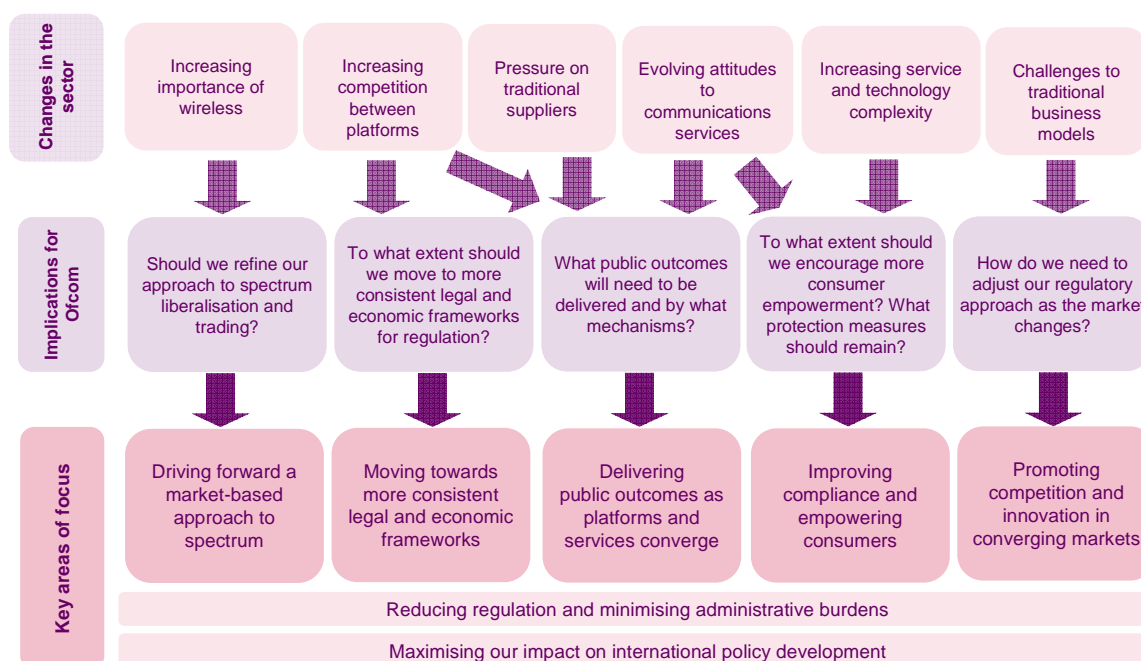 Changes in the
sector
Increasing
importance of
wireless
Increasing
competition
between
platforms
Pressure on
traditional
suppliers
Evolving attitudes
to
communications
services
Increasing service
and technology
complexity
Challenges to
traditional
business
models
Implications for
Ofcom
Should we refine our
approach to spectrum
liberalisation and
trading?
To what extent should
we move to more
consistent legal and
economic frameworks
for regulation?
What public outcomes
will need to be
delivered and by what
mechanisms?
To what extent should
we encourage more
consumer
empowerment? What
protection measures
should remain?
How do we need to
adjust our regulatory
approach as the market
changes?
Key areas of focus
Driving forward a
market-based
approach to
spectrum
Moving towards
more consistent
legal and economic
frameworks
Delivering
public outcomes as
platforms and
services converge
Improving
compliance and
empowering
consumers
Promoting
competition and
innovation in
converging markets
Reducing regulation and minimising administrative burdens
Maximising our impact on international policy development